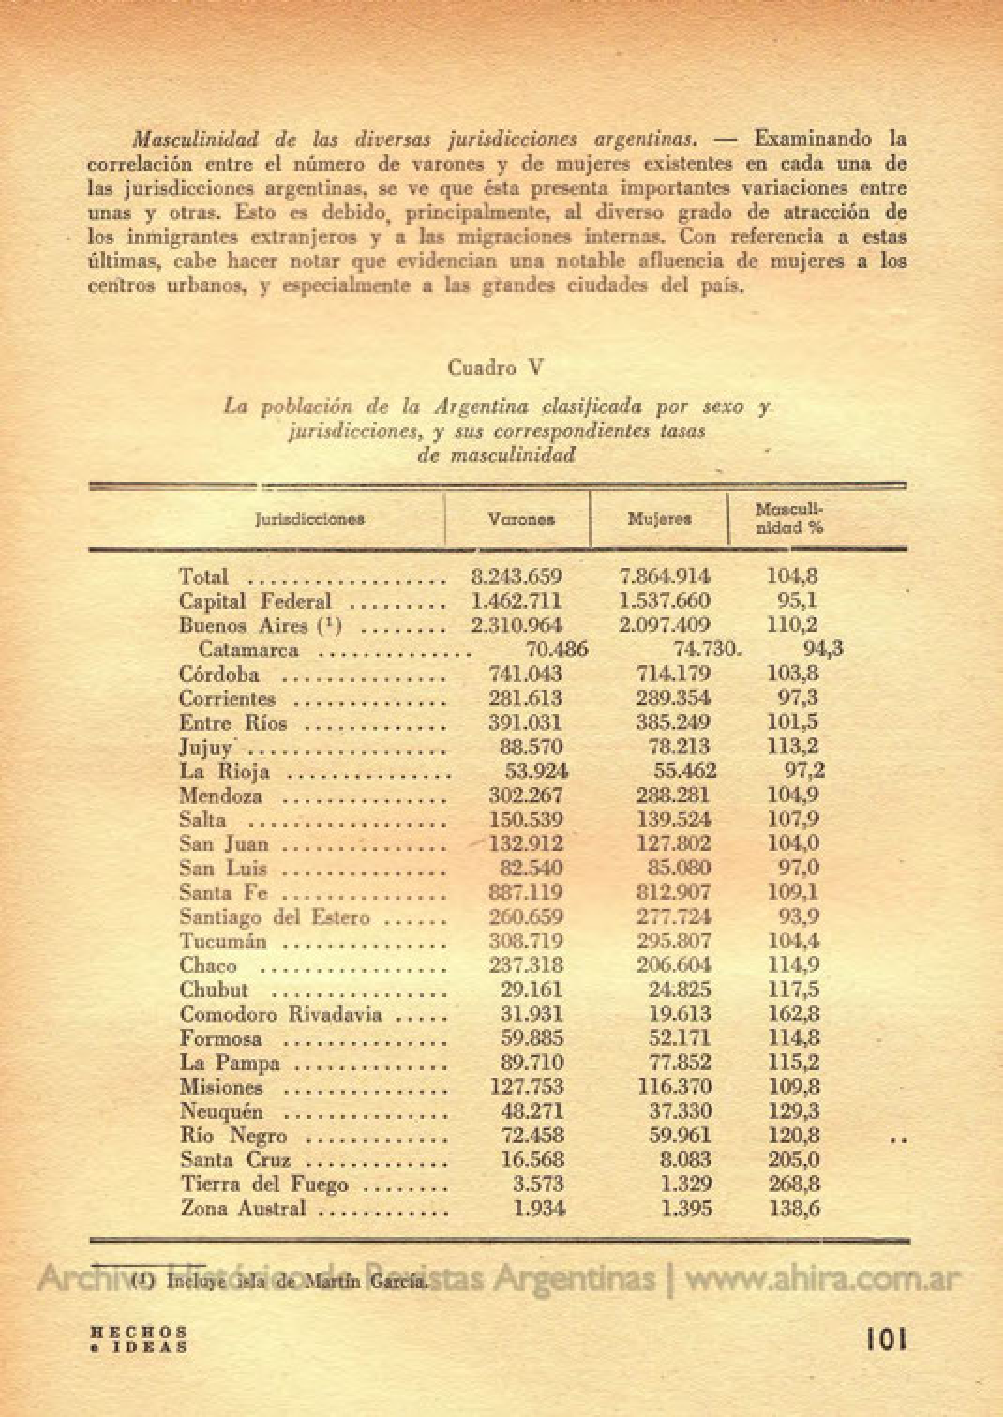 Masculinidad de las diversas jurisdicciones argentinas. — Examinando la
correlación entre el número de varones y de mujeres existentes en cada una de
las jurisdicciones argentinas, se ve que ésta presenta importantes variaciones entre
unas y otras. Esto es debido, principalmente, al diverso grado de atracción de
los inmigrantes extranjeros y a las migraciones internas. Con referencia a estas
últimas, cabe hacer notar que evidencian una notable afluencia de mujeres a los
centros urbanos, y especialmente a las grandes ciudades del país.
Cuadro V
La población de la Argentina clasificada por sexo y
jurisdicciones, y sus correspondientes tasas
de masculinidad
Jurisdicciones Varones Mujeres Masculi-
nidad %
Total .................. 8.243.659 7.864.914 104,8
Capital Federal ......... 1.462.711 1.537.660 95,1
Buenos Aires (1) ........ 2.310.964 2.097.409 110,2
Catamarca .............. 70.486 74.730. 94,3
Córdoba ............... 741.043 714.179 103,8
Corrientes .............. 281.613 289.354 97,3
Entre Ríos ............. 391.031 385.249 101,5
Jujuy .................. 88.570 78.213 113,2
La Rioja ............... 53.924 55.462 97,2
Mendoza ............... 302.267 288.281 104,9
Salta .................. 150.539 139.524 107,9
San Juan ............... 132.912 127.802 104,0
San Luis ............... 82.540 85.080 97,0
Santa Fe ............... 887.119 812.907 109,1
Santiago del Estero ...... 260.659 277.724 93,9
Tucumán ............... 308.719 295.807 104,4
Chaco ................. 237.318 206.604 114,9
Chubut ................ 29.161 24.825 117,5
Comodoro Rivadavia ..... 31.931 19.613 162,8
Formosa ............... 59.885 52.171 114,8
La Pampa .............. 89.710 77.852 115,2
Misiones ............... 127.753 116.370 109,8
Neuquén ............... 48.271 37.330 129,3
Río Negro ............. 72.458 59.961 120,8
Santa Cruz ............. 16.568 8.083 205,0
Tierra del Fuego ........ 3.573 1.329 268,8
Zona Austral ............ 1.934 1.395 138,6
(1) Incluye isla de Martín García.
Archivo Histórico de Revistas Argentinas | www.ahira.com.ar
HECHOS
e IDEAS
101